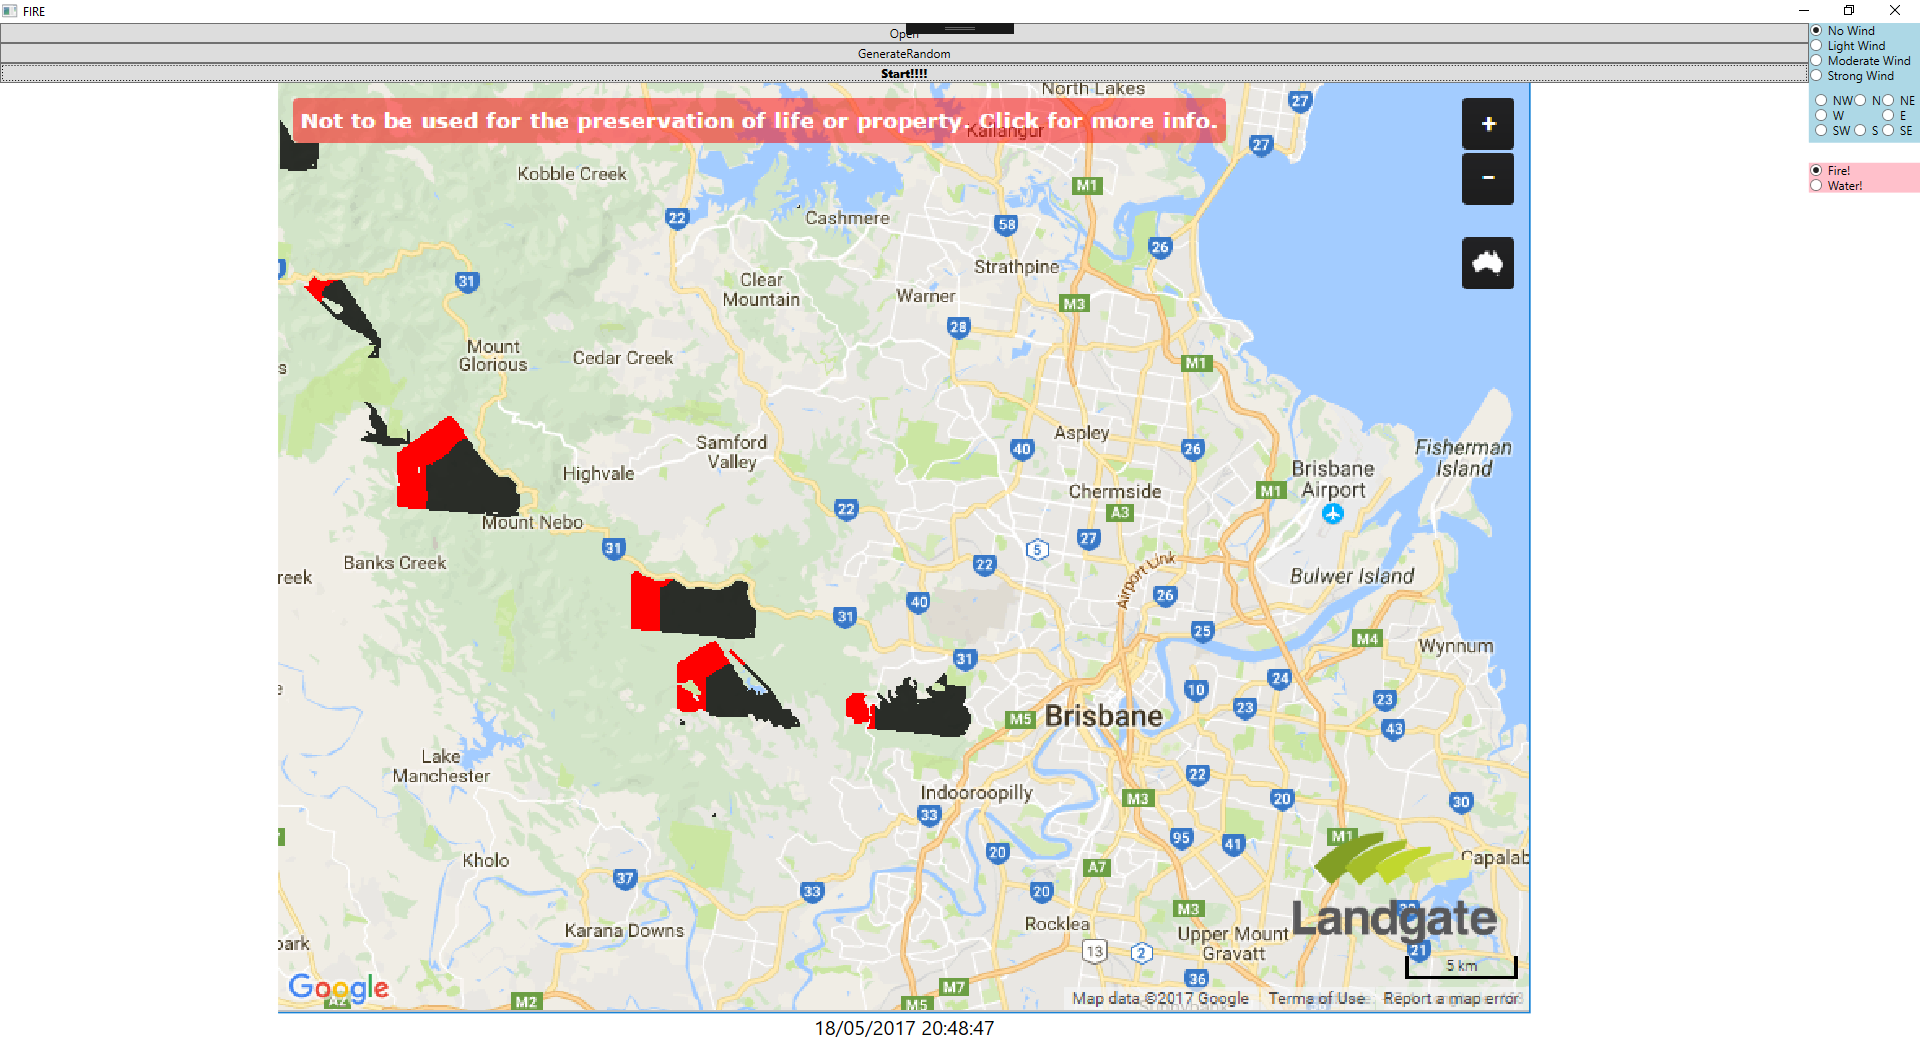 FIRE
Open
GenerateRandom
Start!!!!
No Wind
Light Wind
Moderate Wind
Strong Wind
NW N NE
W E
SW S SE
Fire!
Water!
North Lakes
27
Not to be used for the preservation of life or property. Click for more info.
Kallangur
+
27
Kobble Creek
M1
−
22
Cashmere
58
26
Strathpine
31
Clear
Mountain
Warner
M3
28
Mount
Glorious
Cedar Creek
M1
s
Samford
Valley
Aspley
40
26
Fisherman
Island
Highvale
Brisbane
Airport
Chermside
M1
22
A3
Mount Nebo
27
31
5
Banks Creek
22
reek
Bulwer Island
Airport Link
26
40
31
25
M4
Wynnum
31
24
10
23
23
M5
Brisbane
43
Lake
Manchester
22
Indooroopilly
M3
20
30
33
M1
95
41
20
Capalab
Kholo
A7
37
33
20
M3
Landgate
Rocklea
Karana Downs
Upper Mount
Gravatt
park
13
2
21
5 km
36
Google
A2
M2
M7
M5
Map data ©2017 Google
Terms of Use
Report a map error
18/05/2017 20:48:47